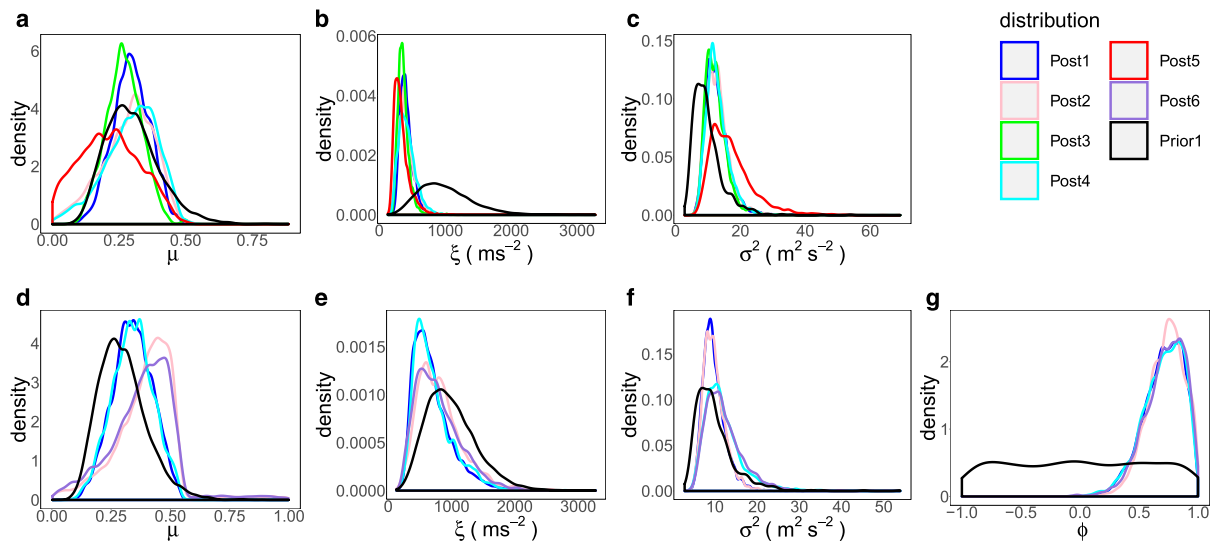 a
density
0
2
4
6
0.00
0.25
0.50
0.75
μ
b
density
0.000
0.002
0.004
0.006
0
1000
2000
3000
ξ ( ms⁻² )
c
density
0.00
0.05
0.10
0.15
0
20
40
60
σ² ( m² s⁻² )
distribution
Post1
Post2
Post3
Post4
Post5
Post6
Prior1
d
density
0
1
2
3
4
0.00
0.25
0.50
0.75
1.00
μ
e
density
0.0000
0.0005
0.0010
0.0015
0
1000
2000
3000
ξ ( ms⁻² )
f
density
0.00
0.05
0.10
0.15
10
20
30
40
50
σ² ( m² s⁻² )
g
density
0
1
2
−1.0
−0.5
0.0
0.5
1.0
ϕ